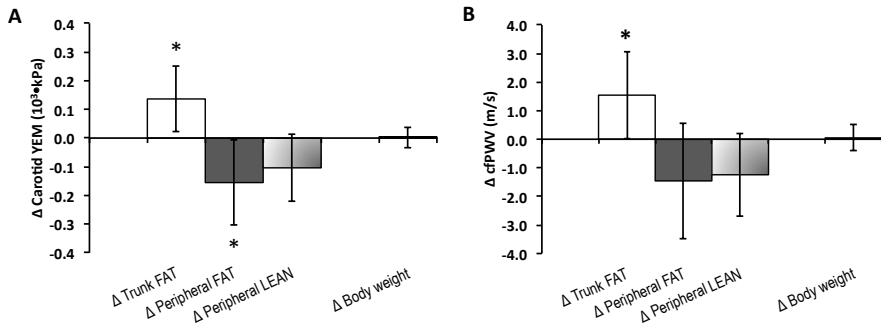 A
Δ Carotid YEM (10³•kPa)
0.4
0.3
0.2
0.1
0.0
-0.1
-0.2
-0.3
-0.4
*
*
Δ Trunk FAT
Δ Peripheral FAT
Δ Peripheral LEAN
Δ Body weight
B
Δ cfPWV (m/s)
4.0
3.0
2.0
1.0
0.0
-1.0
-2.0
-3.0
-4.0
*
Δ Trunk FAT
Δ Peripheral FAT
Δ Peripheral LEAN
Δ Body weight